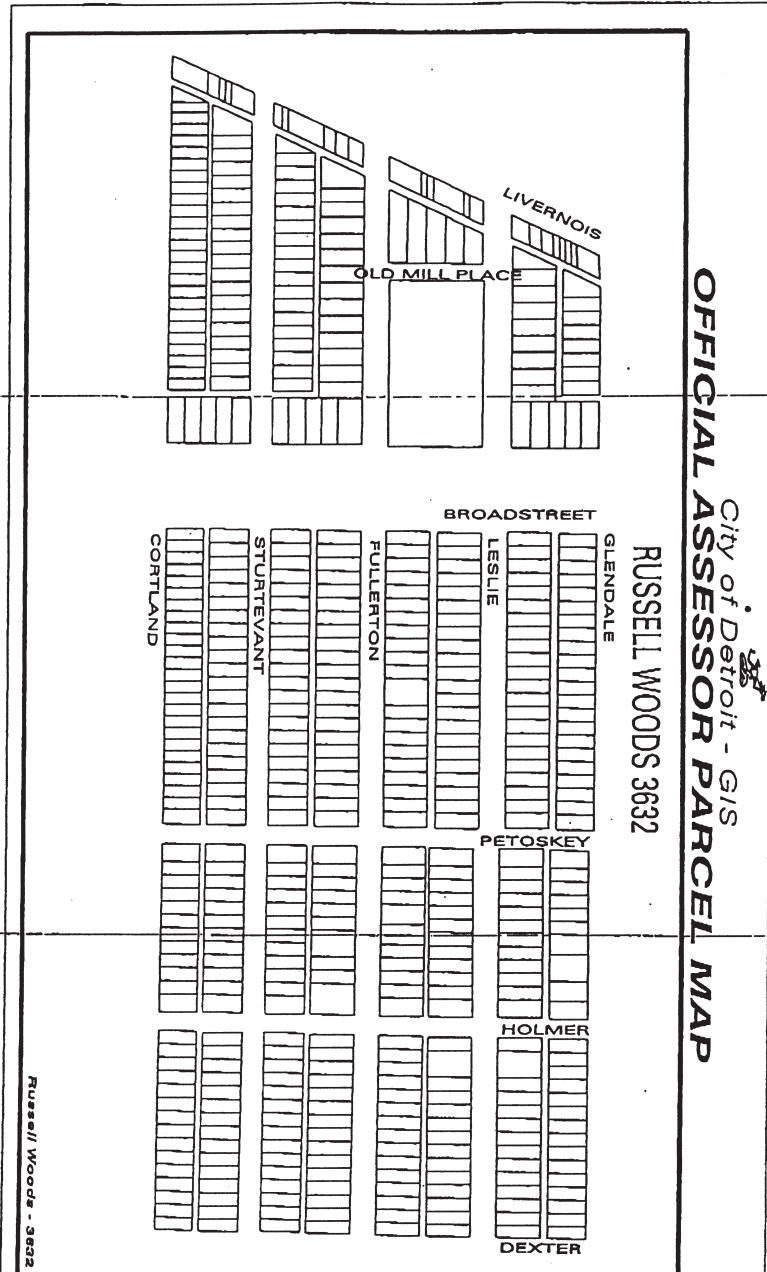 City of Detroit - GIS
OFFICIAL ASSESSOR PARCEL MAP
RUSSELL WOODS 3632
LIVERNOIS
OLD MILL PLACE
BROADSTREET
GLENDALE
LESLIE
FULLERTON
STURTEVANT
CORTLAND
PETOSKEY
HOLMER
DEXTER
Russell Woods - 3632